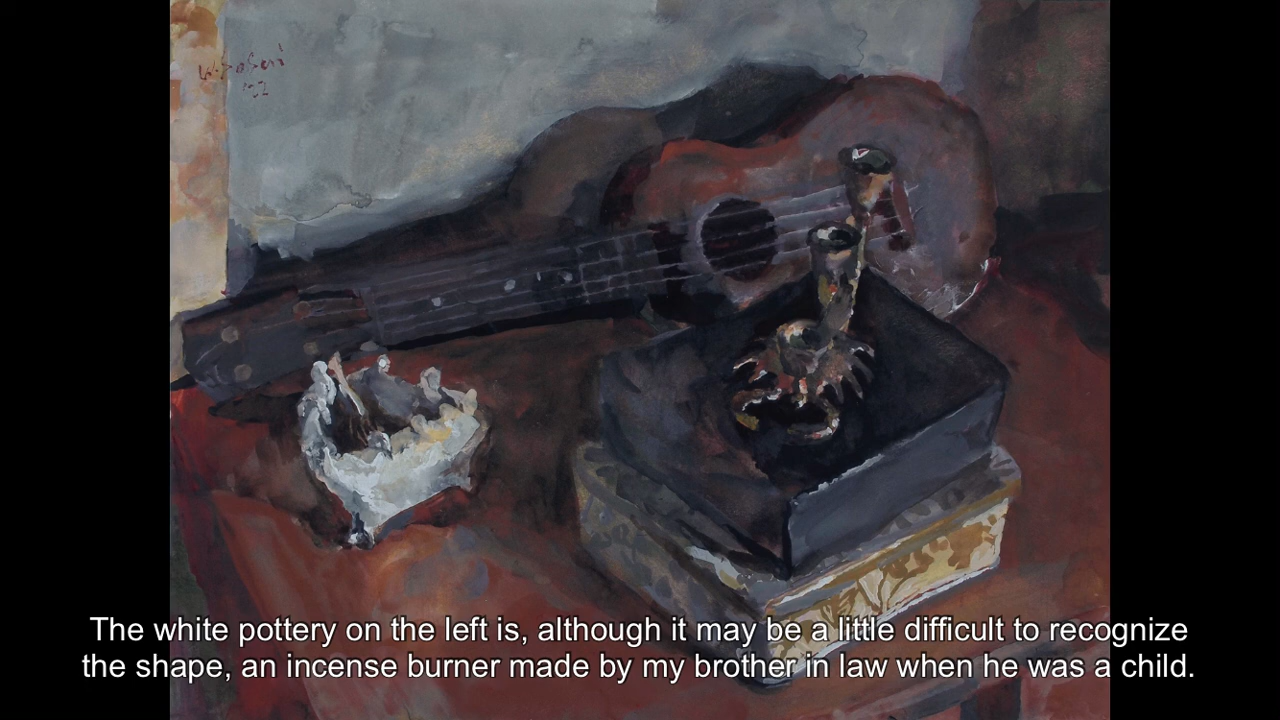 The white pottery on the left is, although it may be a little difficult to recognize
the shape, an incense burner made by my brother in law when he was a child.